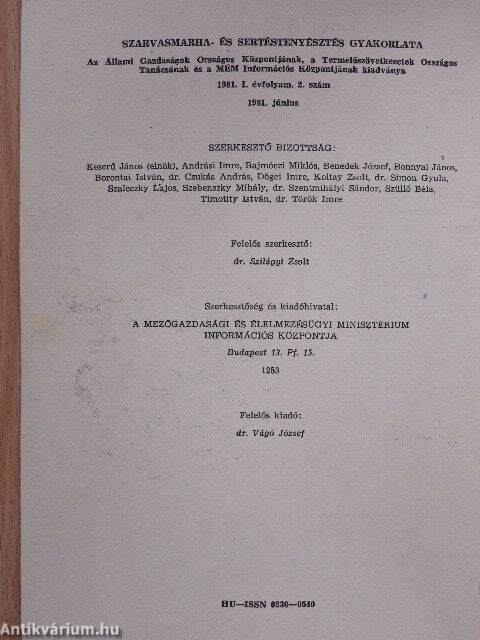 SZARVASMARHA- ÉS SERTÉSTENYÉSZTÉS GYAKORLATA
Az Állami Gazdaságok Országos Központjának, a Termelőszövetkezetek Országos
Tanácsának és a MÉM Információs Központjának kiadványa
1981. I. évfolyam. 2. szám
1981. június
SZERKESZTŐ BIZOTTSÁG:
Keserű János (elnök), Andrási Imre, Bajmóczi Miklós, Benedek József, Bonnyai János,
Borontai István, dr. Csukás András, Dögei Imre, Koltay Zsolt, dr. Simon Gyula,
Szaleczky Lajos, Szebenszky Mihály, dr. Szentmihályi Sándor, Szüllő Béla,
Timotity István, dr. Török Imre
Felelős szerkesztő:
dr. Szilágyi Zsolt
Szerkesztőség és kiadóhivatal:
A MEZŐGAZDASÁGI ÉS ÉLELMEZÉSÜGYI MINISZTÉRIUM
INFORMÁCIÓS KÖZPONTJA
Budapest 13. Pf. 15.
1253
Felelős kiadó:
dr. Vágó József
HU—ISSN 0230—0540
Antikvárium.hu